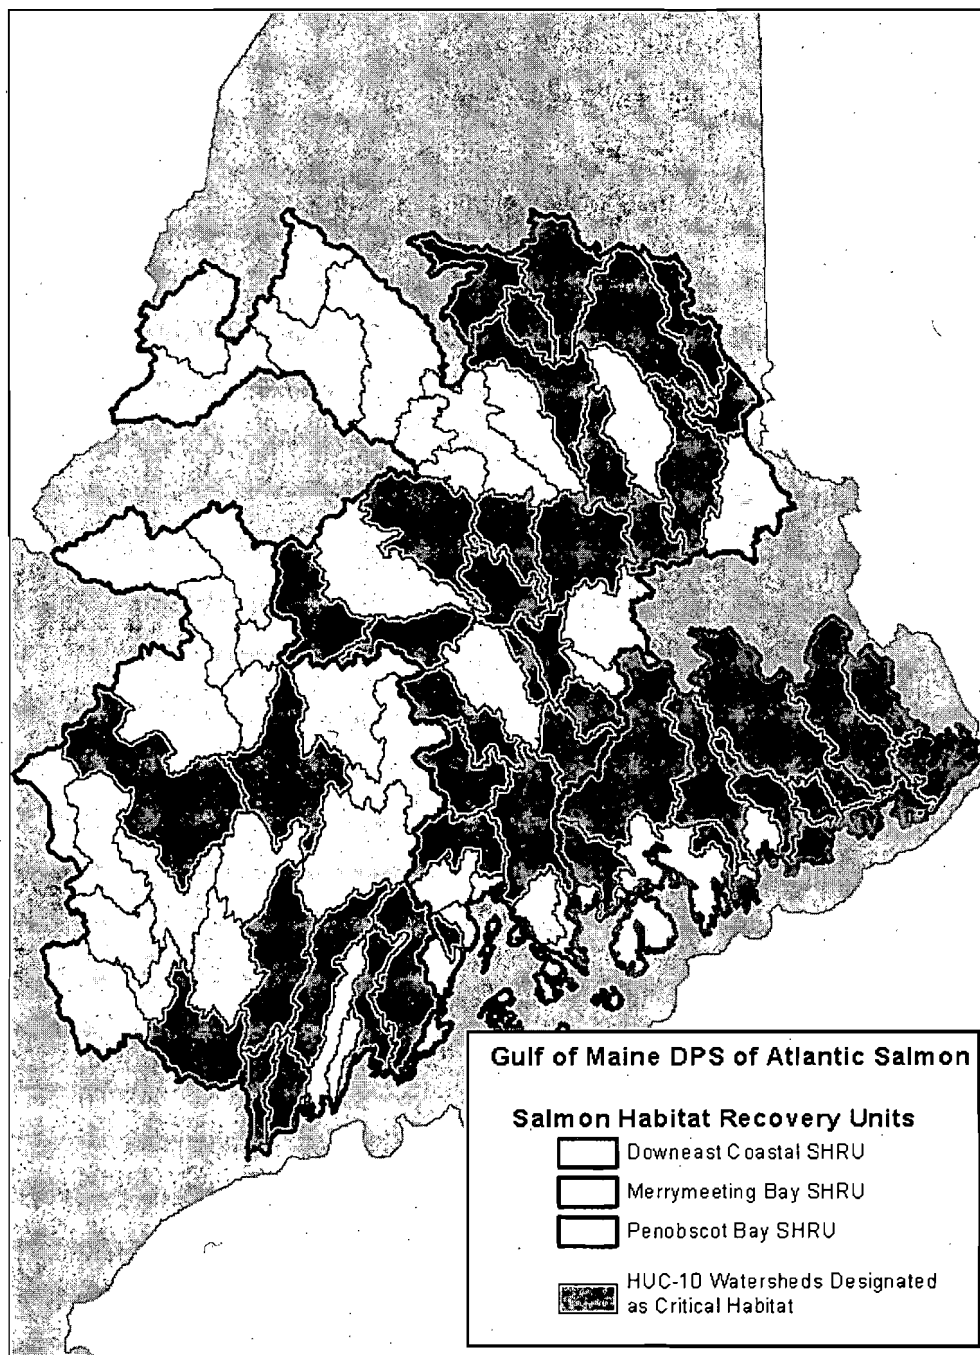 Gulf of Maine DPS of Atlantic Salmon
Salmon Habitat Recovery Units
Downeast Coastal SHRU
Merrymeeting Bay SHRU
Penobscot Bay SHRU
HUC-10 Watersheds Designated
as Critical Habitat